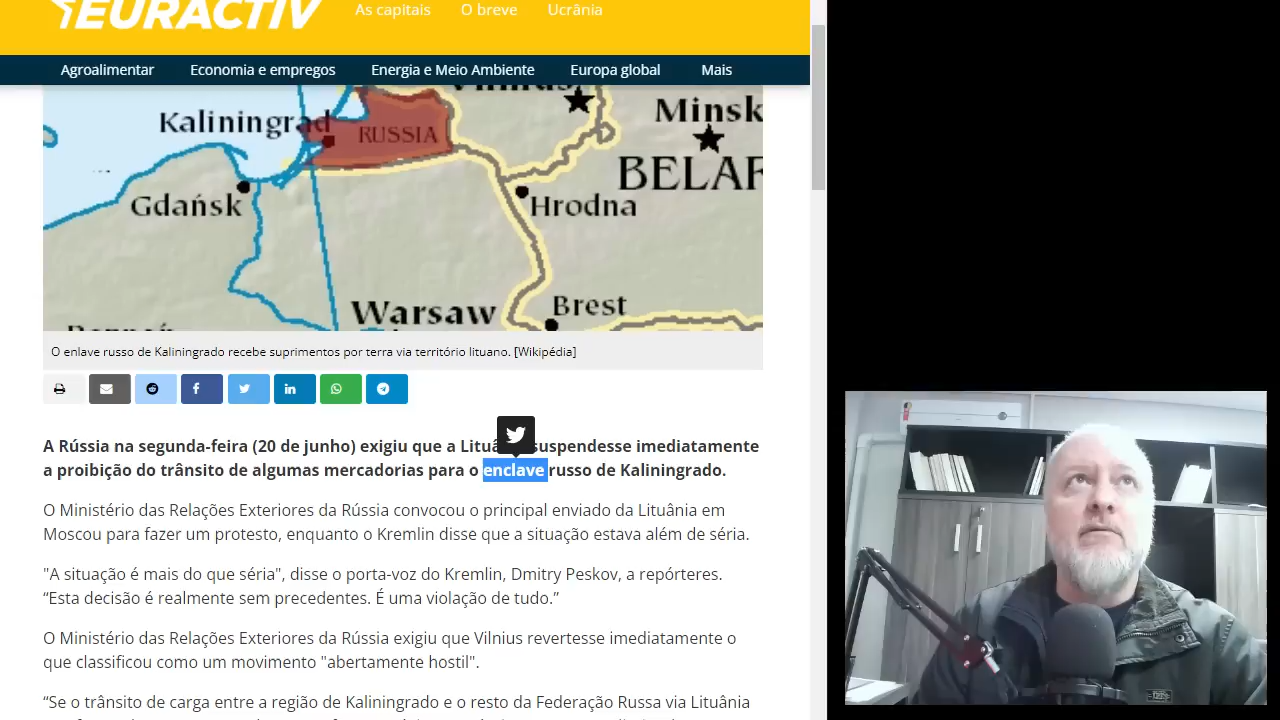 EURACTIV
As capitais O breve Ucrânia
Agroalimentar Economia e empregos Energia e Meio Ambiente Europa global Mais
Kaliningrad
RUSSIA
Minsk
BELAR
Gdańsk
Hrodna
Warsaw
Brest
O enlave russo de Kaliningrado recebe suprimentos por terra via território lituano. [Wikipédia]
A Rússia na segunda-feira (20 de junho) exigiu que a suspendesse imediatamente
a proibição do trânsito de algumas mercadorias para o enclave russo de Kaliningrado.
O Ministério das Relações Exteriores da Rússia convocou o principal enviado da Lituânia em
Moscou para fazer um protesto, enquanto o Kremlin disse que a situação estava além de séria.
"A situação é mais do que séria", disse o porta-voz do Kremlin, Dmitry Peskov, a repórteres.
“Esta decisão é realmente sem precedentes. É uma violação de tudo.”
O Ministério das Relações Exteriores da Rússia exigiu que Vilnius revertesse imediatamente o
que classificou como um movimento "abertamente hostil".
“Se o trânsito de carga entre a região de Kaliningrado e o resto da Federação Russa via Lituânia